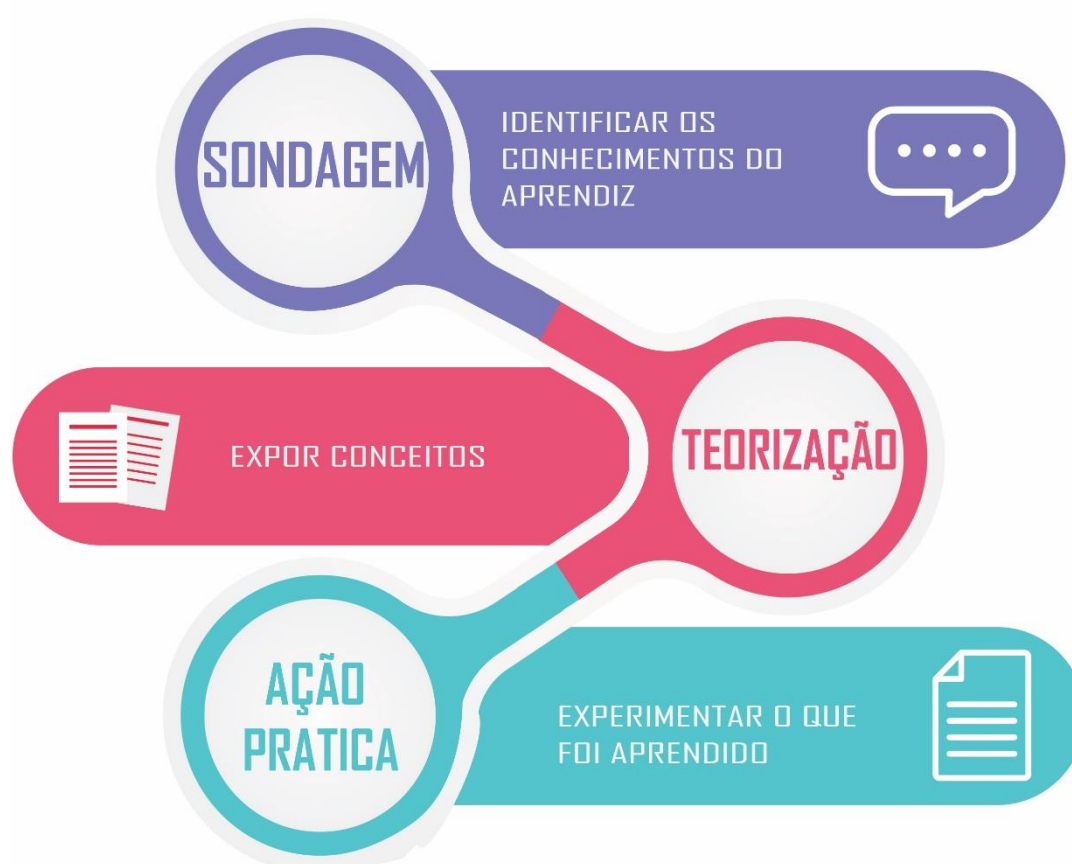 SONDAGEM
IDENTIFICAR OS
CONHECIMENTOS DO
APRENDIZ
EXPOR CONCEITOS
TEORIZAÇÃO
AÇÃO
PRATICA
EXPERIMENTAR O QUE
FOI APRENDIDO